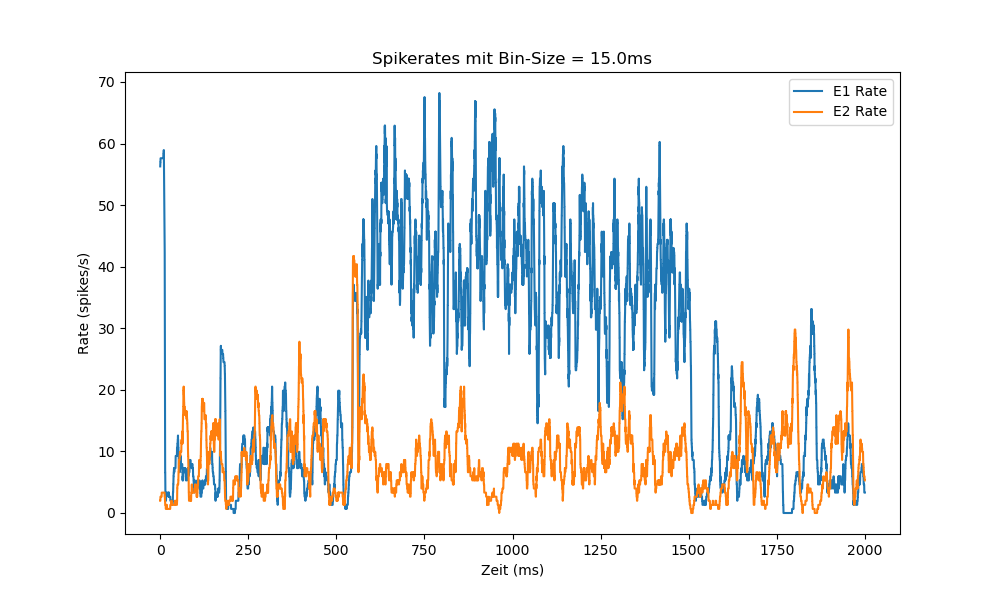 Spikerates mit Bin-Size = 15.0ms
E1 Rate
E2 Rate
Rate (spikes/s)
70
60
50
40
30
20
10
0
0 250 500 750 1000 1250 1500 1750 2000
Zeit (ms)